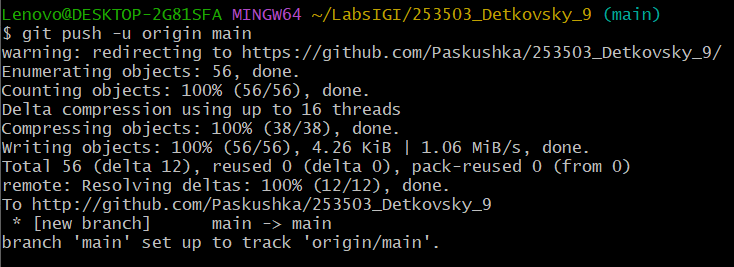 Lenovo@DESKTOP-2G81SFA MINGW64 ~/LabsIGI/253503_Detkovsky_9 (main)
$ git push -u origin main
warning: redirecting to https://github.com/Paskushka/253503_Detkovsky_9/
Enumerating objects: 56, done.
Counting objects: 100% (56/56), done.
Delta compression using up to 16 threads
Compressing objects: 100% (38/38), done.
Writing objects: 100% (56/56), 4.26 KiB | 1.06 MiB/s, done.
Total 56 (delta 12), reused 0 (delta 0), pack-reused 0 (from 0)
remote: Resolving deltas: 100% (12/12), done.
To http://github.com/Paskushka/253503_Detkovsky_9
 * [new branch]      main -> main
branch 'main' set up to track 'origin/main'.